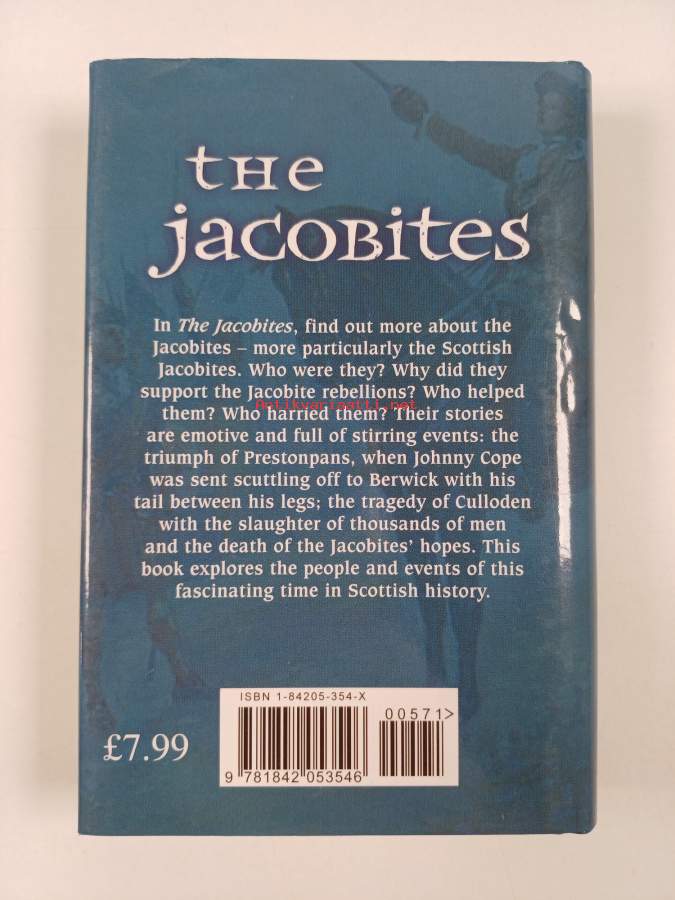 the
jacobites
In The Jacobites, find out more about the
Jacobites – more particularly the Scottish
Jacobites. Who were they? Why did they
support the Jacobite rebellions? Who helped
them? Who harried them? Their stories
are emotive and full of stirring events: the
triumph of Prestonpans, when Johnny Cope
was sent scuttling off to Berwick with his
tail between his legs; the tragedy of Culloden
with the slaughter of thousands of men
and the death of the Jacobites’ hopes. This
book explores the people and events of this
fascinating time in Scottish history.
Antikvariaatti.net
£7.99
ISBN 1-84205-354-X
00571>
9 781842 053546